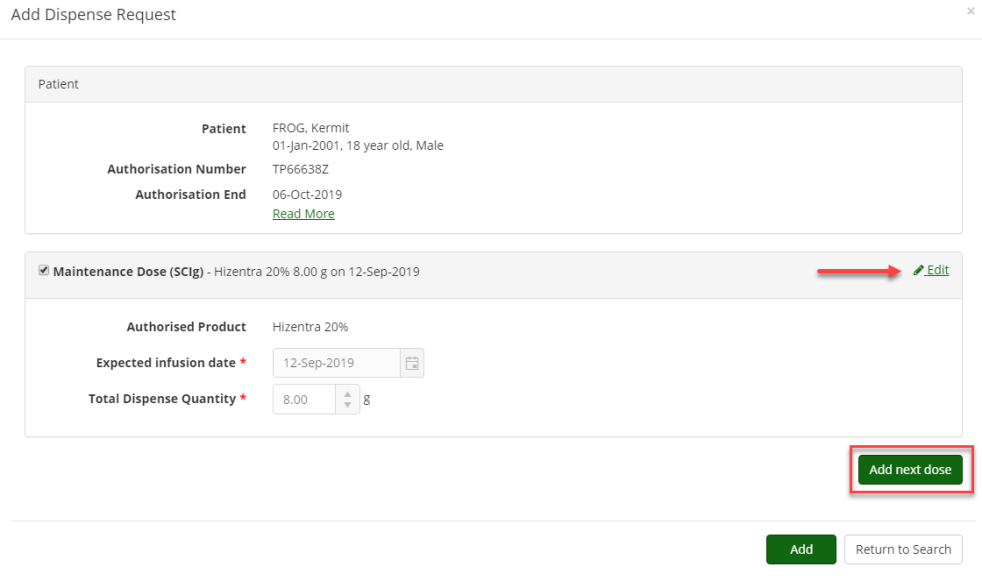 Add Dispense Request ×
Patient
Patient FROG, Kermit
01-Jan-2001, 18 year old, Male
Authorisation Number TP66638Z
Authorisation End 06-Oct-2019
Read More
Maintenance Dose (SCIg) - Hizentra 20% 8.00 g on 12-Sep-2019 Edit
Authorised Product Hizentra 20%
Expected infusion date * 12-Sep-2019
Total Dispense Quantity * 8.00 g
Add next dose
Add Return to Search